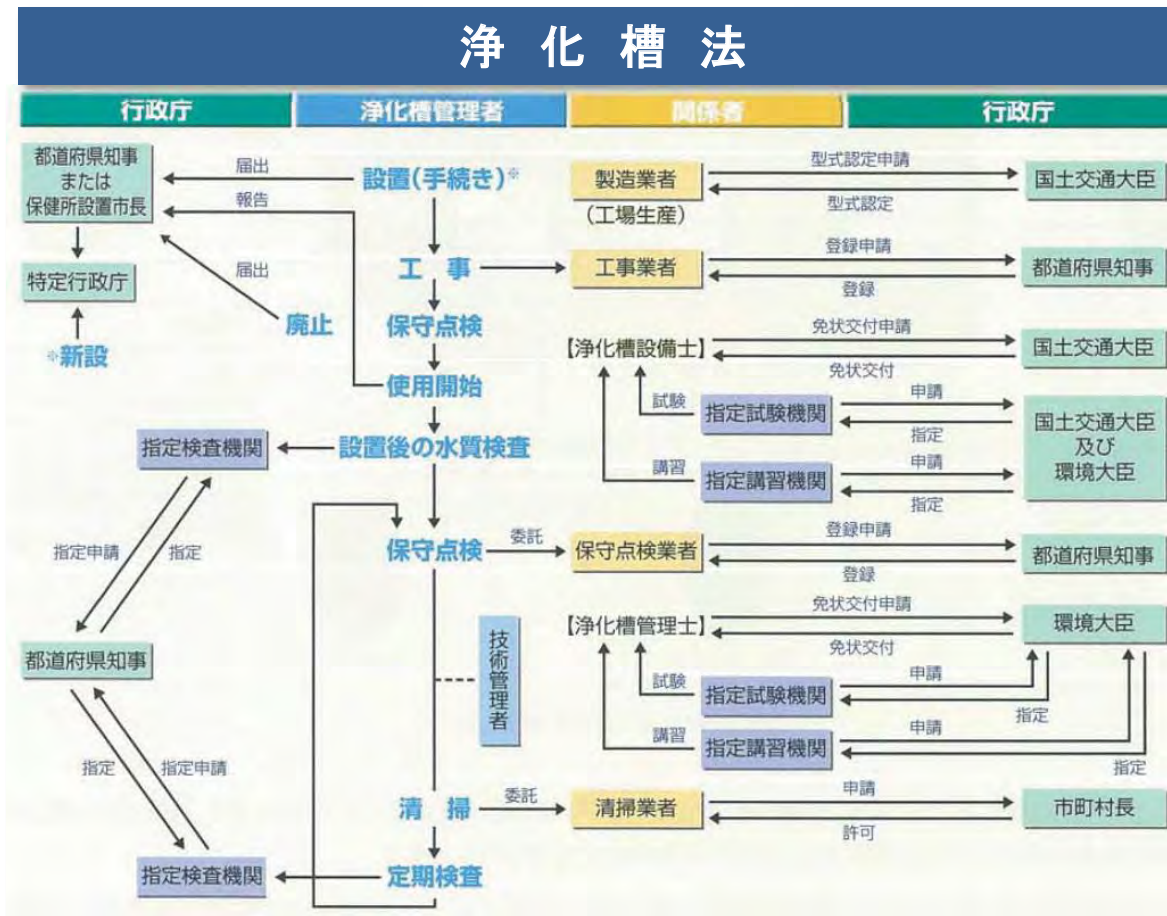 浄化槽法
行政庁
浄化槽管理者
関係者
行政庁
都道府県知事
または
保健所設置市長
届出
設置(手続き)※
製造業者
(工場生産)
型式認定申請
型式認定
国土交通大臣
報告
特定行政庁
届出
工事
工事業者
登録申請
登録
都道府県知事
※新設
廃止
保守点検
【浄化槽設備士】
免状交付申請
免状交付
国土交通大臣
使用開始
試験
指定試験機関
申請
指定
国土交通大臣
及び
環境大臣
指定検査機関
設置後の水質検査
講習
指定講習機関
申請
指定
指定申請
指定
保守点検
委託
保守点検業者
登録申請
登録
都道府県知事
技術管理者
【浄化槽管理士】
免状交付申請
免状交付
環境大臣
都道府県知事
試験
指定試験機関
申請
指定
講習
指定講習機関
申請
指定
指定
指定申請
清掃
委託
清掃業者
申請
許可
市町村長
指定検査機関
定期検査